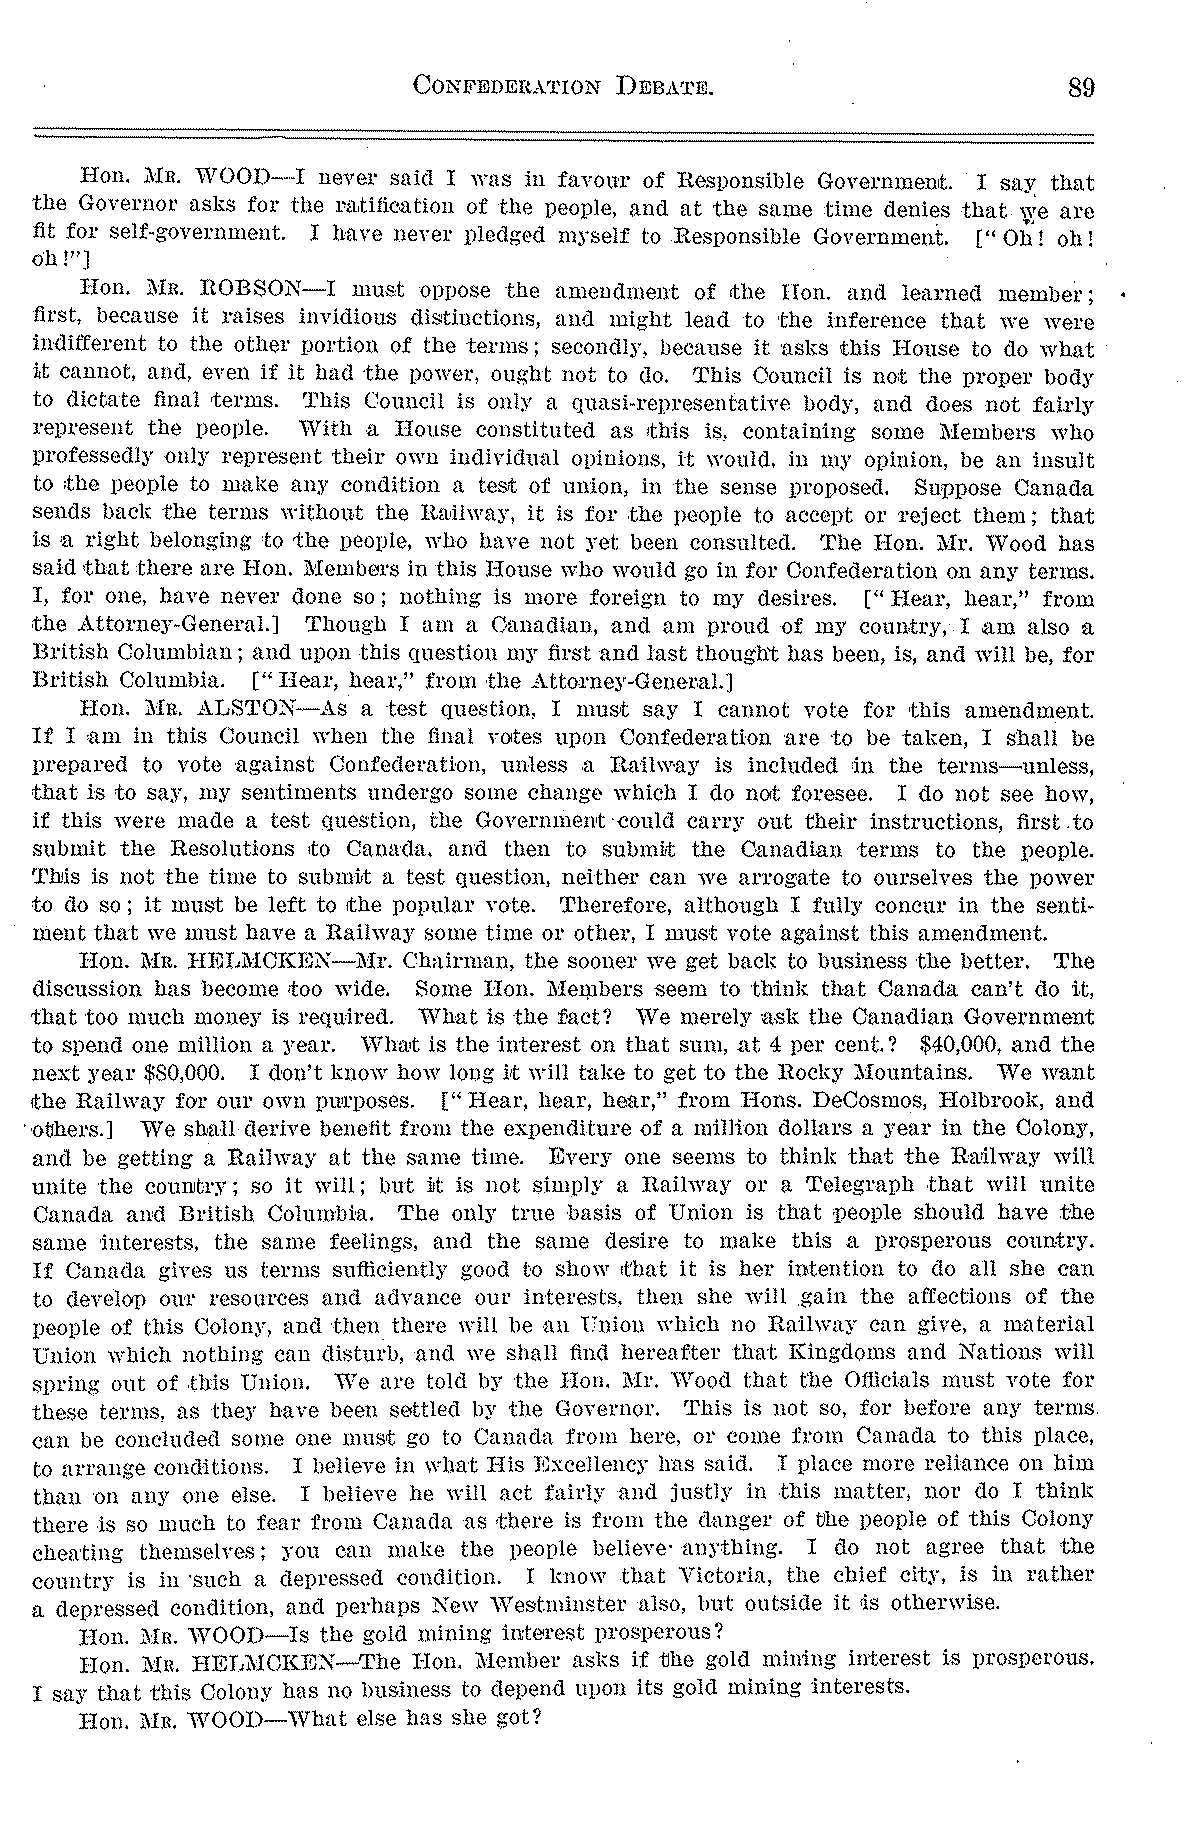 CONFEDERATION DEBATE. 89
Hon. MR. WOOD—I never said I was in favour of Responsible Government. I say that
the Governor asks for the ratification of the people, and at the same time denies that we are
fit for self-government. I have never pledged myself to Responsible Government. [“Oh! oh!
oh!”]
Hon. MR. ROBSON—I must oppose the amendment of the Hon. and learned member;
first, because it raises invidious distinctions, and might lead to the inference that we were
indifferent to the other portion of the terms; secondly, because it asks this House to do what
it cannot, and, even if it had the power, ought not to do. This Council is not the proper body
to dictate final terms. This Council is only a quasi-representative body, and does not fairly
represent the people. With a House constituted as this is, containing some Members who
professedly only represent their own individual opinions, it would, in my opinion, be an insult
to the people to make any condition a test of union, in the sense proposed. Suppose Canada
sends back the terms without the Railway, it is for the people to accept or reject them; that
is a right belonging to the people, who have not yet been consulted. The Hon. Mr. Wood has
said that there are Hon. Members in this House who would go in for Confederation on any terms.
I, for one, have never done so; nothing is more foreign to my desires. [“Hear, hear,” from
the Attorney-General.] Though I am a Canadian, and am proud of my country, I am also a
British Columbian; and upon this question my first and last thought has been, is, and will be, for
British Columbia. [“Hear, hear,” from the Attorney-General.]
Hon. MR. ALSTON—As a test question, I must say I cannot vote for this amendment.
If I am in this Council when the final votes upon Confederation are to be taken, I shall be
prepared to vote against Confederation, unless a Railway is included in the terms—unless,
that is to say, my sentiments undergo some change which I do not foresee. I do not see how,
if this were made a test question, the Government could carry out their instructions, first to
submit the Resolutions to Canada, and then to submit the Canadian terms to the people.
This is not the time to submit a test question, neither can we arrogate to ourselves the power
to do so; it must be left to the popular vote. Therefore, although I fully concur in the senti-
ment that we must have a Railway some time or other, I must vote against this amendment.
Hon. MR. HELMCKEN—Mr. Chairman, the sooner we get back to business the better. The
discussion has become too wide. Some Hon. Members seem to think that Canada can't do it,
that too much money is required. What is the fact? We merely ask the Canadian Government
to spend one million a year. What is the interest on that sum, at 4 per cent.? $40,000, and the
next year $80,000. I don't know how long it will take to get to the Rocky Mountains. We want
the Railway for our own purposes. [“Hear, hear, hear,” from Hons. DeCosmos, Holbrook, and
others.] We shall derive benefit from the expenditure of a million dollars a year in the Colony,
and be getting a Railway at the same time. Every one seems to think that the Railway will
unite the country; so it will; but it is not simply a Railway or a Telegraph that will unite
Canada and British Columbia. The only true basis of Union is that people should have the
same interests, the same feelings, and the same desire to make this a prosperous country.
If Canada gives us terms sufficiently good to show that it is her intention to do all she can
to develop our resources and advance our interests, then she will gain the affections of the
people of this Colony, and then there will be an Union which no Railway can give, a material
Union which nothing can disturb, and we shall find hereafter that Kingdoms and Nations will
spring out of this Union. We are told by the Hon. Mr. Wood that the Officials must vote for
these terms, as they have been settled by the Governor. This is not so, for before any terms
can be concluded some one must go to Canada from here, or come from Canada to this place,
to arrange conditions. I believe in what His Excellency has said. I place more reliance on him
than on any one else. I believe he will act fairly and justly in this matter, nor do I think
there is so much to fear from Canada as there is from the danger of the people of this Colony
cheating themselves; you can make the people believe anything. I do not agree that the
country is in such a depressed condition. I know that Victoria, the chief city, is in rather
a depressed condition, and perhaps New Westminster also, but outside it is otherwise.
Hon. MR. WOOD—Is the gold mining interest prosperous?
Hon. MR. HELMCKEN—The Hon. Member asks if the gold mining interest is prosperous.
I say that this Colony has no business to depend upon its gold mining interests.
Hon. MR. WOOD—What else has she got?